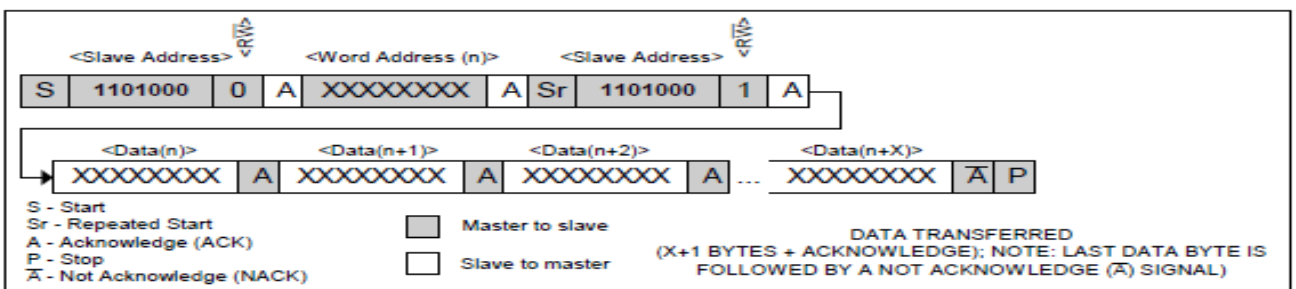 <RW> <RW>
<Slave Address> <Word Address (n)> <Slave Address>
S 1101000 0 A XXXXXXXX A Sr 1101000 1 A
<Data(n)> <Data(n+1)> <Data(n+2)> <Data(n+X)>
XXXXXXXX A XXXXXXXX A XXXXXXXX A ... XXXXXXXX A̅ P
S - Start
Sr - Repeated Start
A - Acknowledge (ACK)
P - Stop
A̅ - Not Acknowledge (NACK)
Master to slave
Slave to master
DATA TRANSFERRED
(X+1 BYTES + ACKNOWLEDGE); NOTE: LAST DATA BYTE IS
FOLLOWED BY A NOT ACKNOWLEDGE (A̅) SIGNAL)